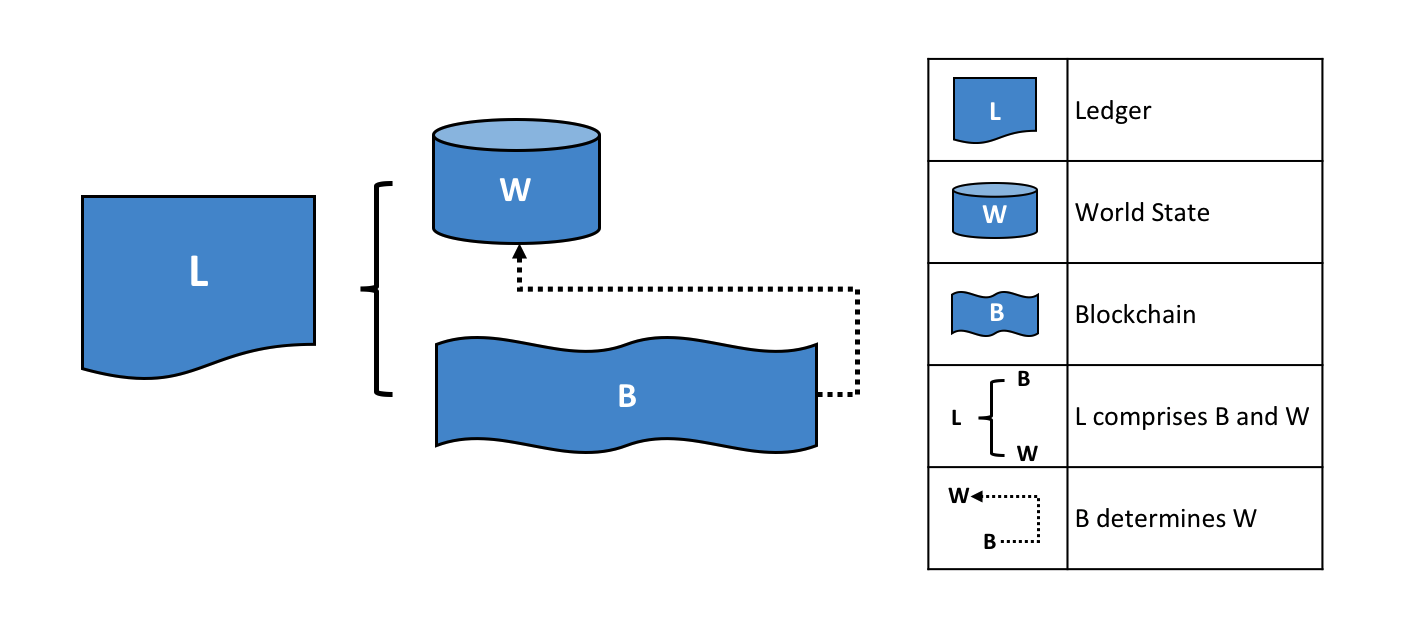 L
W
B
L
Ledger
W
World State
B
Blockchain
L
B
W
L comprises B and W
W
B
B determines W